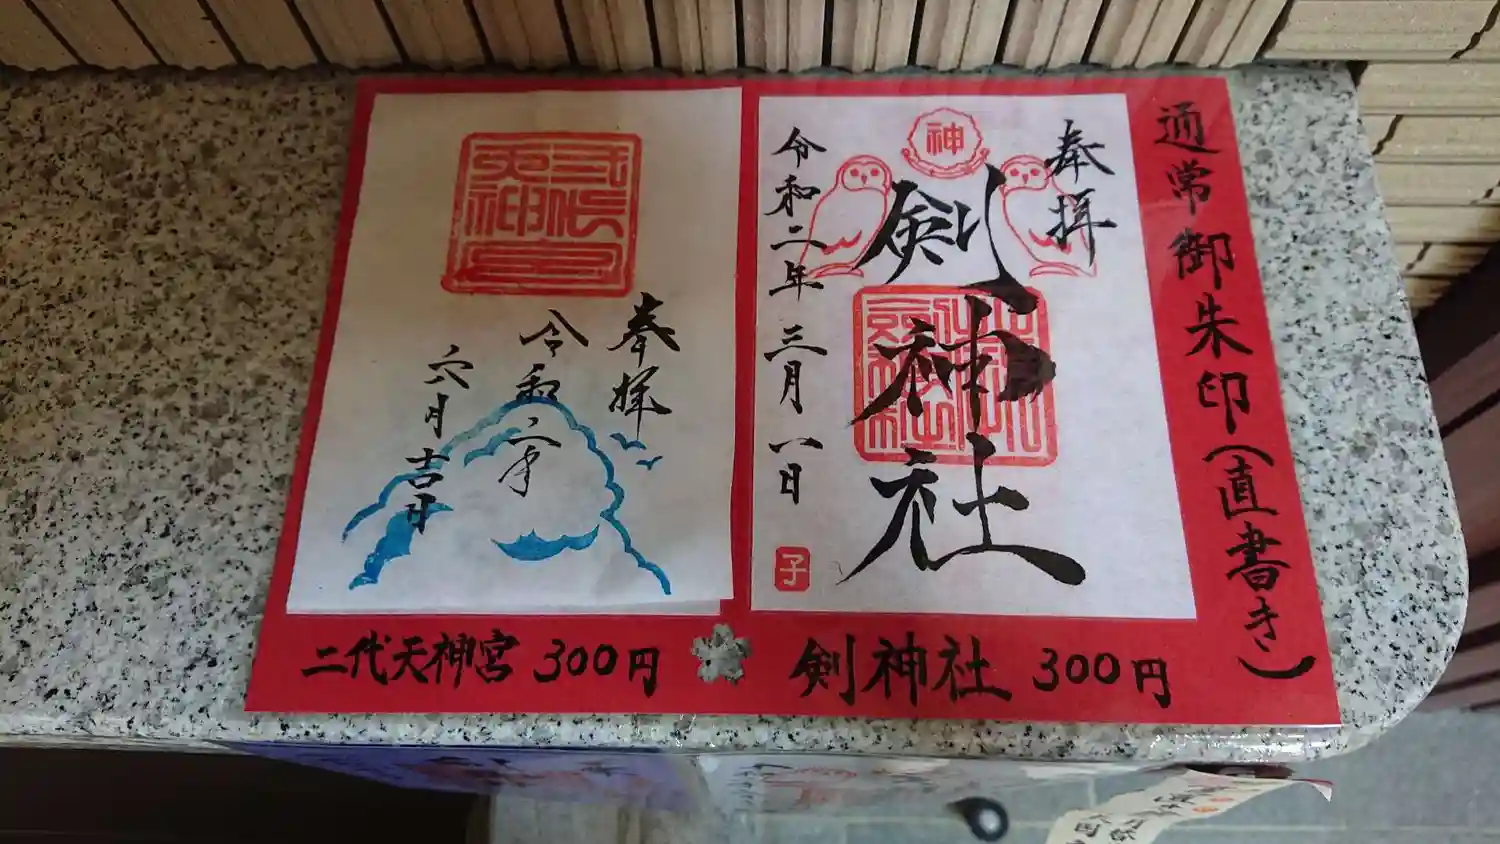 通常御朱印(直書き)
奉拝
神
剣神社
令和二年三月八日
子
剣神社 300円
奉拝
令和二年
六月吉日
二代天神宮 300円